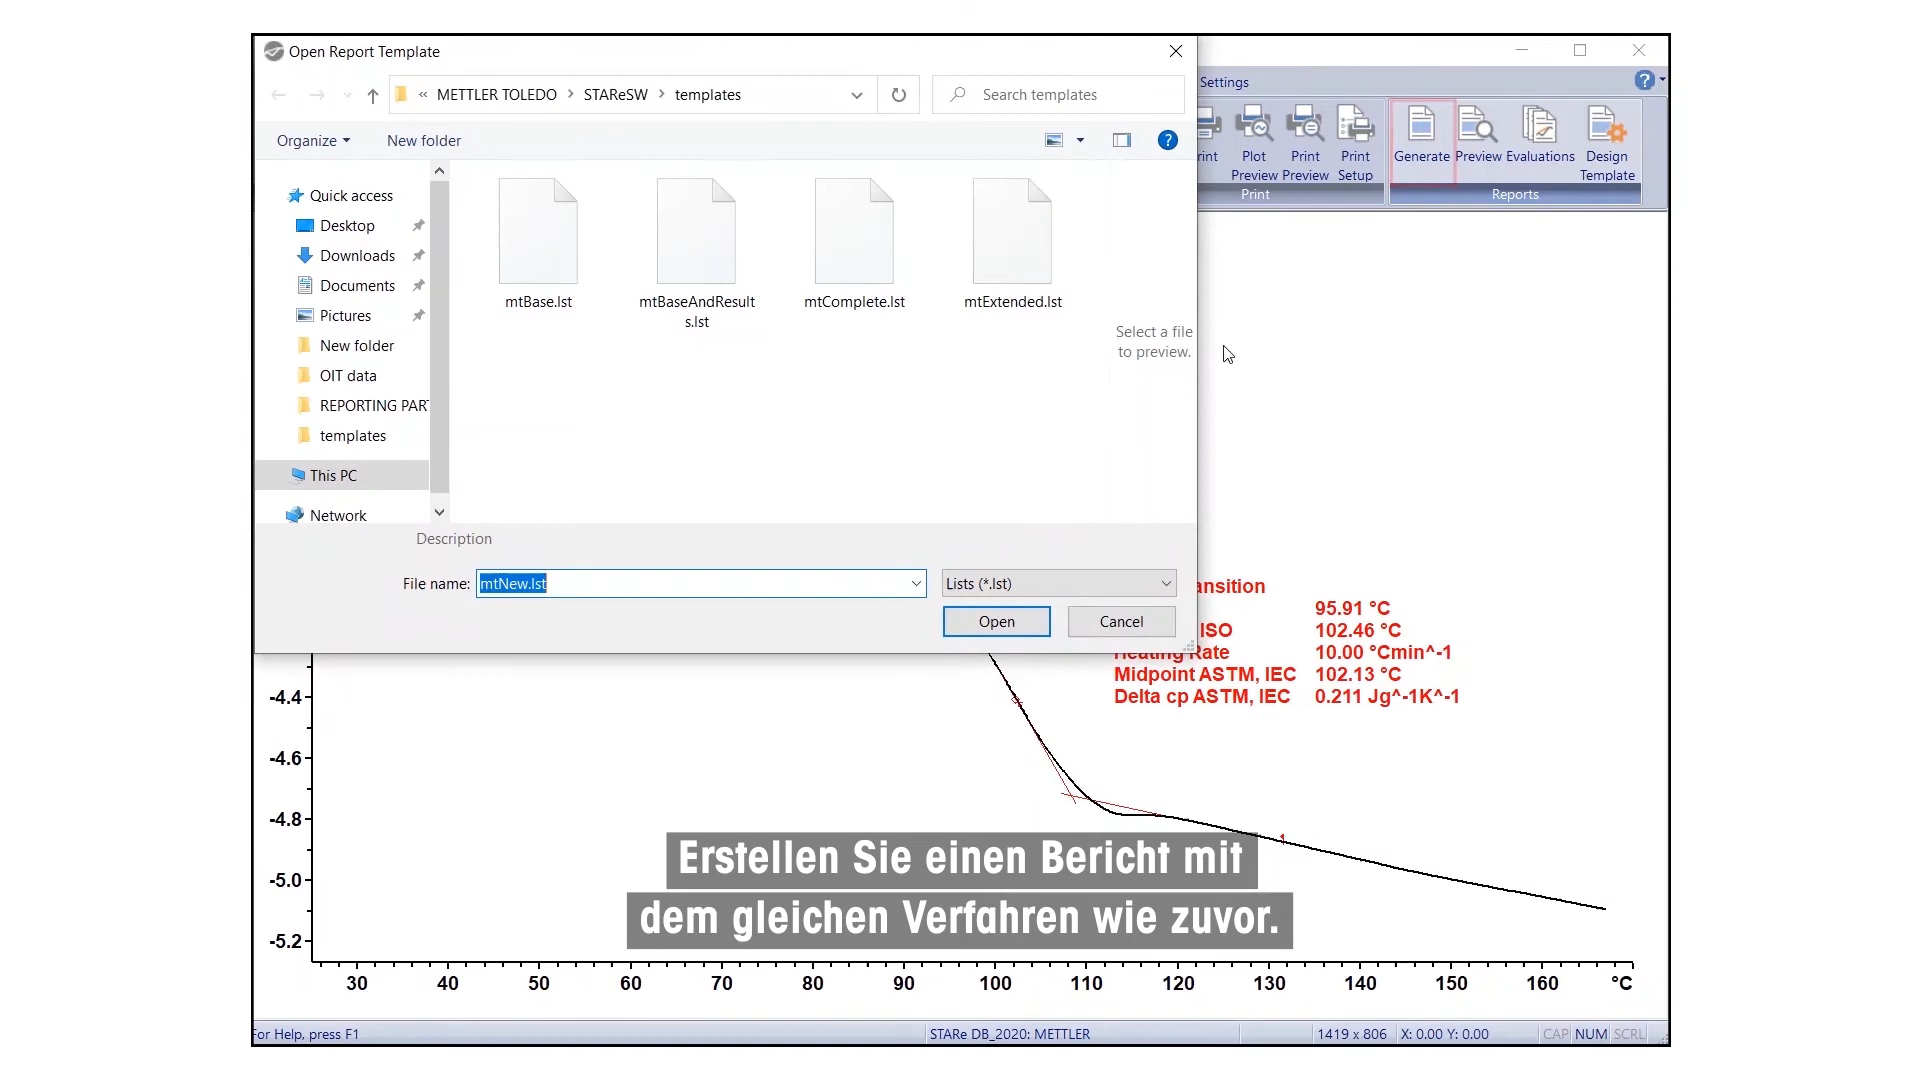 Open Report Template
« METTLER TOLEDO > STAReSW > templates
Search templates
Settings
Organize
New folder
Plot Preview
Print Preview
Print Setup
Print
Generate
Preview
Evaluations
Design Template
Reports
Quick access
Desktop
Downloads
Documents
Pictures
New folder
OIT data
REPORTING PAR
templates
This PC
Network
mtBase.lst
mtBaseAndResult
s.lst
mtComplete.lst
mtExtended.lst
Select a file
to preview.
Description
File name: mtNew.lst
Lists (*.lst)
Open
Cancel
ansition
95.91 °C
ISO 102.46 °C
Heating Rate 10.00 °Cmin^-1
Midpoint ASTM, IEC 102.13 °C
Delta cp ASTM, IEC 0.211 Jg^-1K^-1
-4.4
-4.6
-4.8
-5.0
-5.2
30 40 50 60 70 80 90 100 110 120 130 140 150 160 °C
Erstellen Sie einen Bericht mit
dem gleichen Verfahren wie zuvor.
For Help, press F1
STARe DB_2020: METTLER
1419 x 806
X: 0.00 Y: 0.00
CAP NUM SCRL